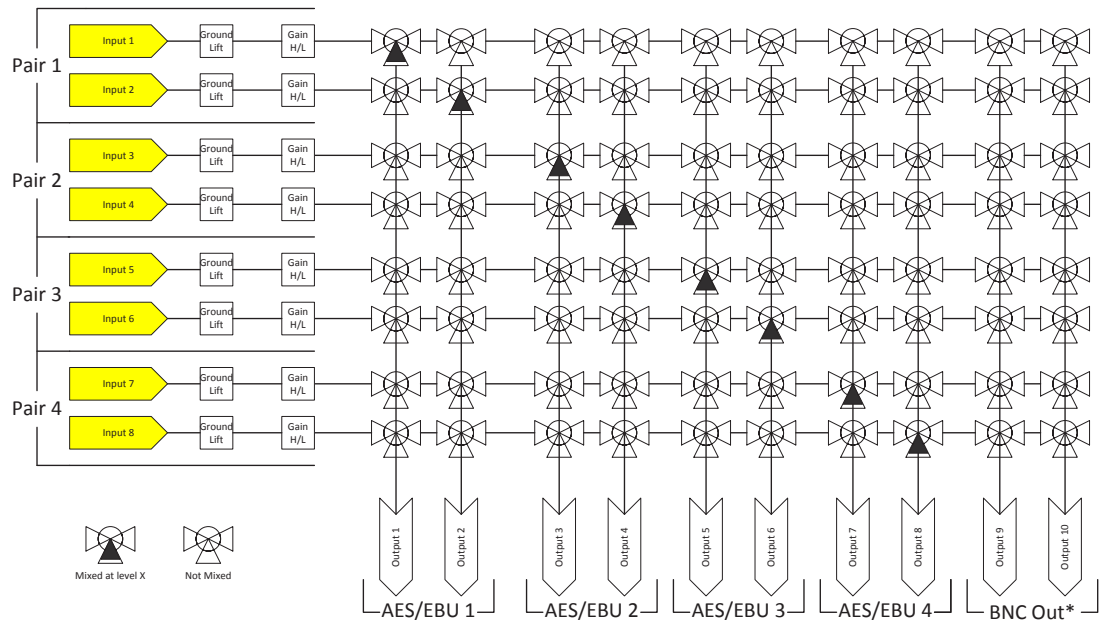 Pair 1
Input 1
Ground
Lift
Gain
H/L
Input 2
Ground
Lift
Gain
H/L
Pair 2
Input 3
Ground
Lift
Gain
H/L
Input 4
Ground
Lift
Gain
H/L
Pair 3
Input 5
Ground
Lift
Gain
H/L
Input 6
Ground
Lift
Gain
H/L
Pair 4
Input 7
Ground
Lift
Gain
H/L
Input 8
Ground
Lift
Gain
H/L
Mixed at level X
Not Mixed
Output 1
Output 2
Output 3
Output 4
Output 5
Output 6
Output 7
Output 8
Output 9
Output 10
AES/EBU 1
AES/EBU 2
AES/EBU 3
AES/EBU 4
BNC Out*